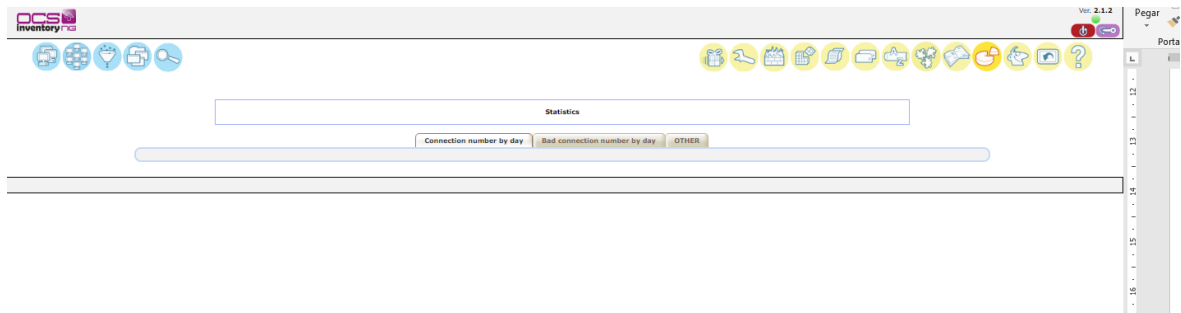 OCS
inventory NG
Ver. 2.1.2
Pegar
Porta
Statistics
Connection number by day
Bad connection number by day
OTHER
12
13
14
15
16